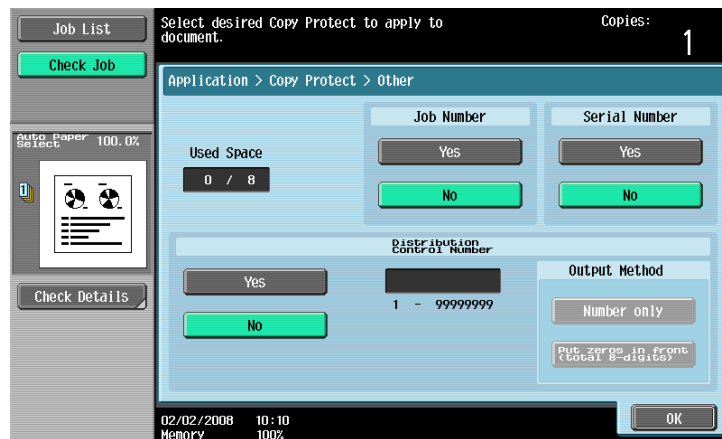 Job List
Check Job
Select desired Copy Protect to apply to
document.
Copies:
1
Application > Copy Protect > Other
Auto Paper
Select
100.0%
1
Check Details
Used Space
0 / 8
Job Number
Yes
No
Serial Number
Yes
No
Distribution
Control Number
Yes
No
1 - 99999999
Output Method
Number only
Put zeros in front
(total 8-digits)
02/02/2008 10:10
Memory 100%
OK